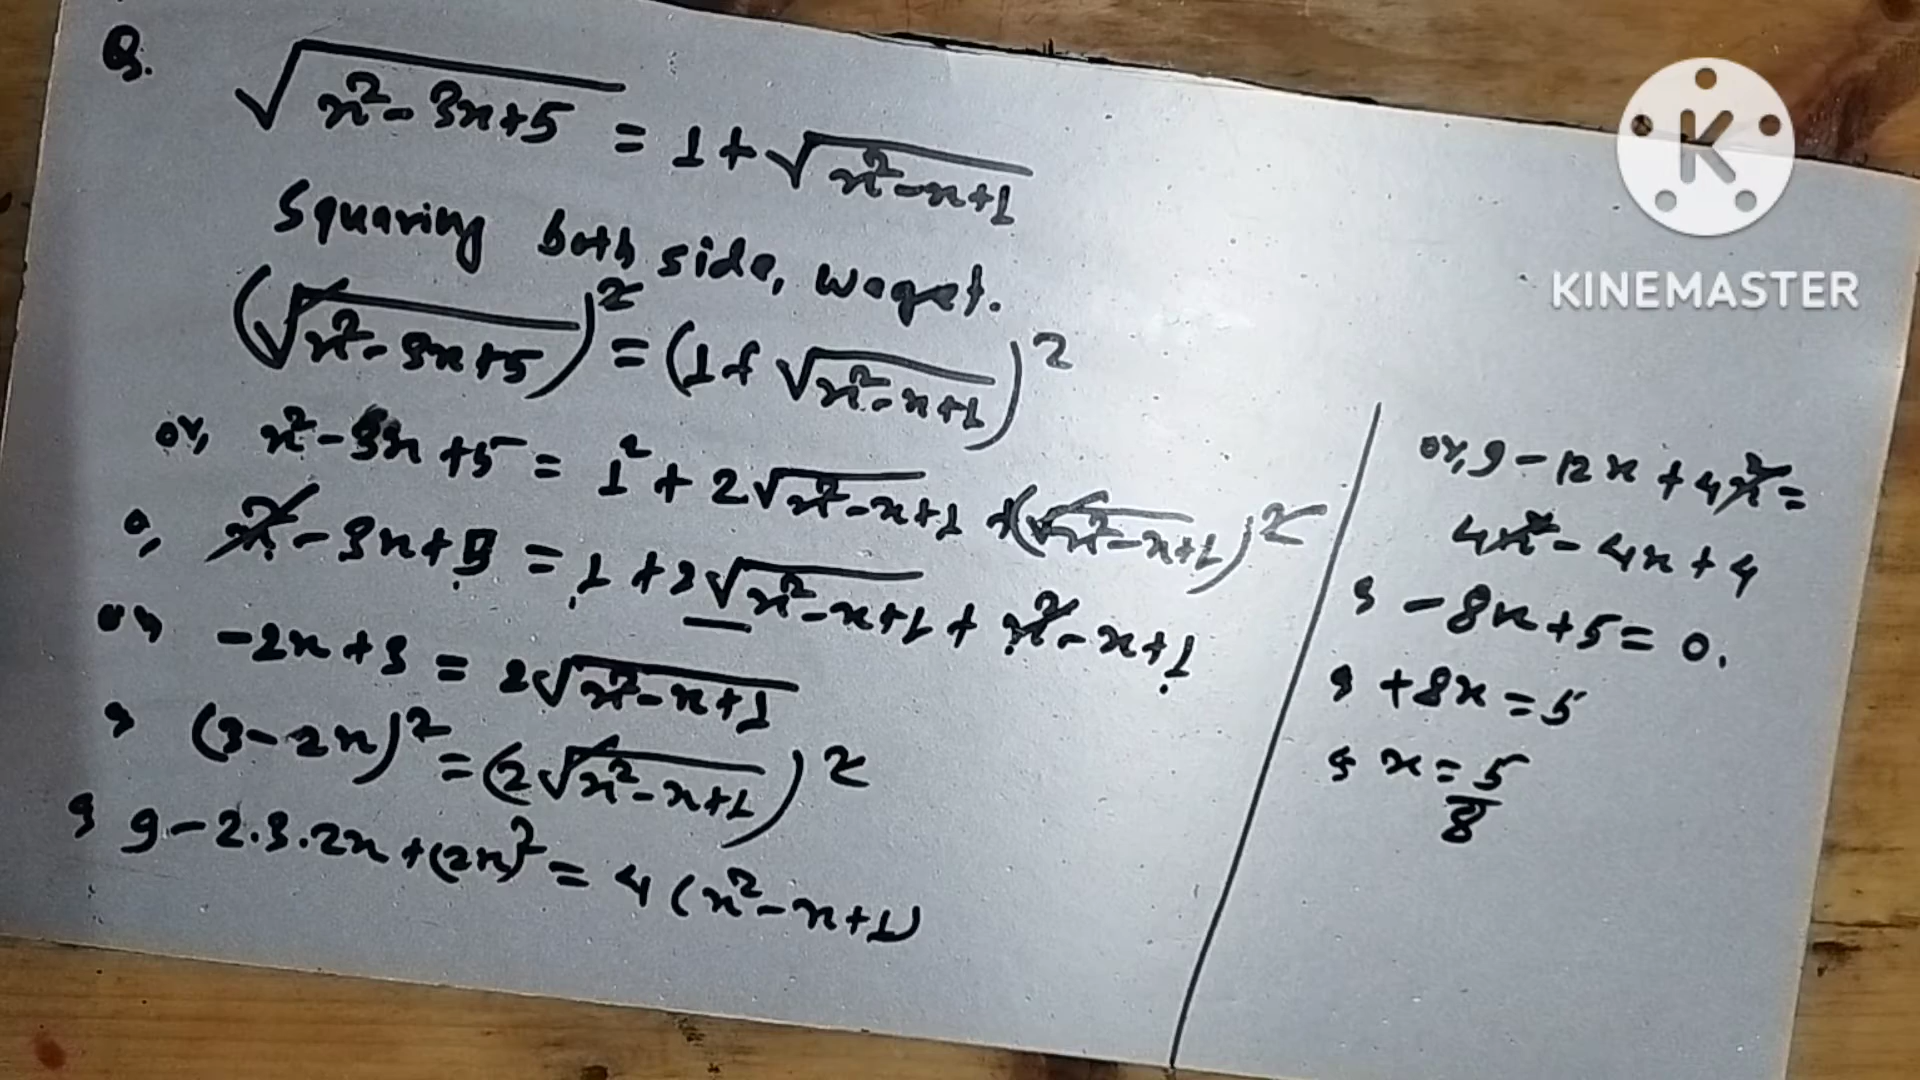 Q. √(x² - 3x + 5) = 1 + √(x² - x + 1)
Squaring both side, we get.
(√(x² - 3x + 5))² = (1 + √(x² - x + 1))²
or, x² - 3x + 5 = 1² + 2√(x² - x + 1) + (√(x² - x + 1))²
o, x² - 3x + 5 = 1 + 2√(x² - x + 1) + x² - x + 1
or, -2x + 3 = 2√(x² - x + 1)
, (3 - 2x)² = (2√(x² - x + 1))²
, 9 - 2.3.2x + (2x)² = 4(x² - x + 1)
or, 9 - 12x + 4x² =
4x² - 4x + 4
, -8x + 5 = 0.
, +8x = 5
, x = 5/8
KINEMASTER